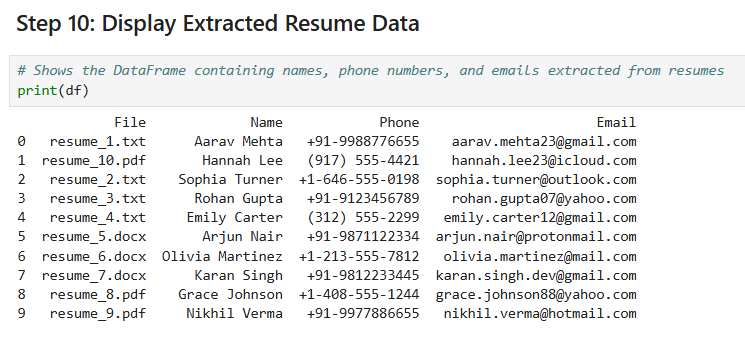 Step 10: Display Extracted Resume Data
# Shows the DataFrame containing names, phone numbers, and emails extracted from resumes
print(df)
File Name Phone Email
0 resume_1.txt Aarav Mehta +91-9988776655 aarav.mehta23@gmail.com
1 resume_10.pdf Hannah Lee (917) 555-4421 hannah.lee23@icloud.com
2 resume_2.txt Sophia Turner +1-646-555-0198 sophia.turner@outlook.com
3 resume_3.txt Rohan Gupta +91-9123456789 rohan.gupta07@yahoo.com
4 resume_4.txt Emily Carter (312) 555-2299 emily.carter12@gmail.com
5 resume_5.docx Arjun Nair +91-9871122334 arjun.nair@protonmail.com
6 resume_6.docx Olivia Martinez +1-213-555-7812 olivia.martinez@mail.com
7 resume_7.docx Karan Singh +91-9812233445 karan.singh.dev@gmail.com
8 resume_8.pdf Grace Johnson +1-408-555-1244 grace.johnson88@yahoo.com
9 resume_9.pdf Nikhil Verma +91-9977886655 nikhil.verma@hotmail.com